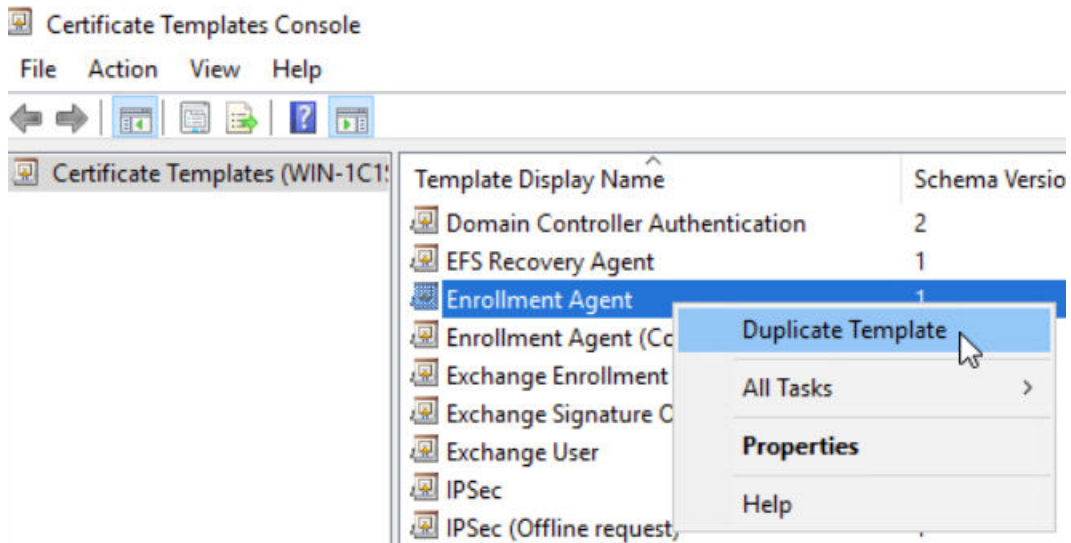 Certificate Templates Console
File Action View Help
Certificate Templates (WIN-1C1
Template Display Name Schema Versio
Domain Controller Authentication 2
EFS Recovery Agent 1
Enrollment Agent 1
Enrollment Agent (Co
Exchange Enrollment
Exchange Signature O
Exchange User
IPSec
IPSec (Offline request)
Duplicate Template
All Tasks >
Properties
Help